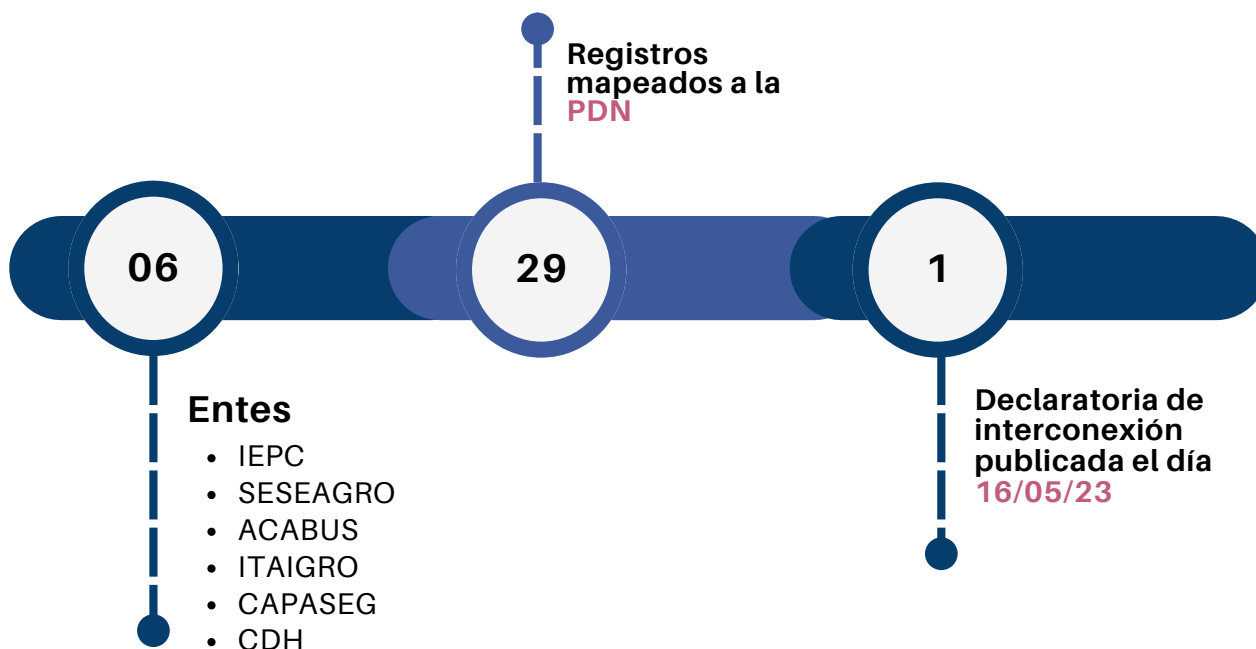 Registros
mapeados a la
PDN
06
29
1
Entes
• IEPC
• SESEAGRO
• ACABUS
• ITAIGRO
• CAPASEG
• CDH
Declaratoria de
interconexión
publicada el día
16/05/23